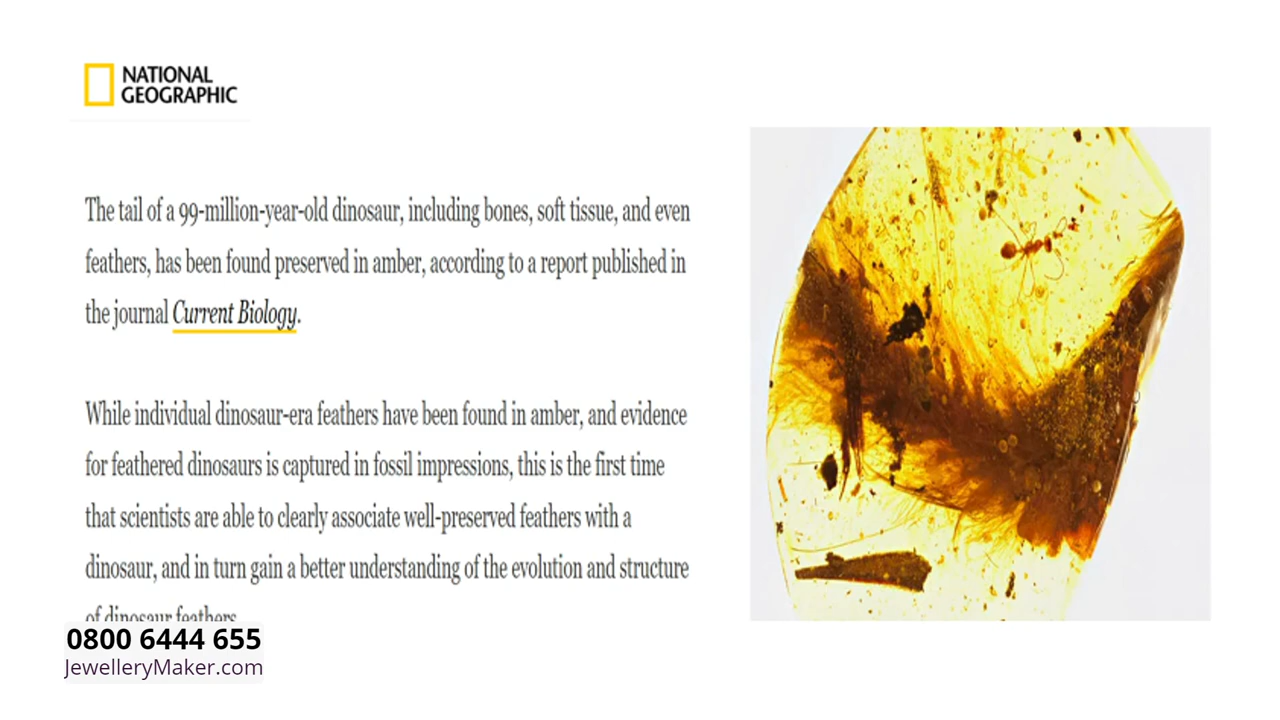 NATIONAL
GEOGRAPHIC
The tail of a 99-million-year-old dinosaur, including bones, soft tissue, and even
feathers, has been found preserved in amber, according to a report published in
the journal Current Biology.
While individual dinosaur-era feathers have been found in amber, and evidence
for feathered dinosaurs is captured in fossil impressions, this is the first time
that scientists are able to clearly associate well-preserved feathers with a
dinosaur, and in turn gain a better understanding of the evolution and structure
of dinosaur feathers
0800 6444 655
JewelleryMaker.com